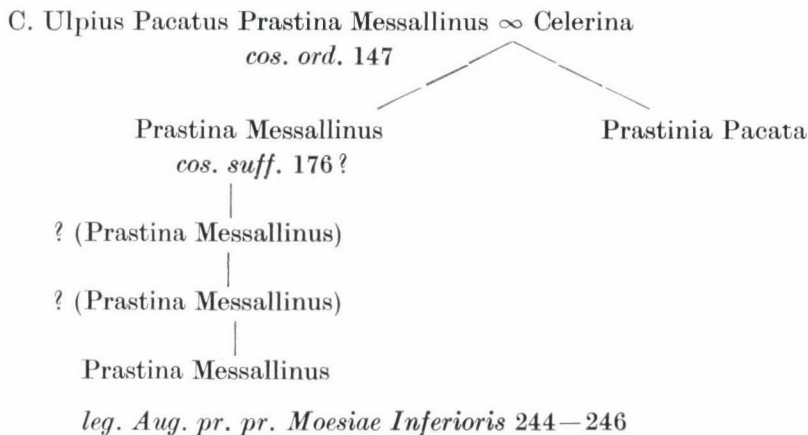 C. Ulpius Pacatus Prastina Messallinus ∞ Celerina
cos. ord. 147
Prastina Messallinus Prastinia Pacata
cos. suff. 176?
? (Prastina Messallinus)
? (Prastina Messallinus)
Prastina Messallinus
leg. Aug. pr. pr. Moesiae Inferioris 244—246